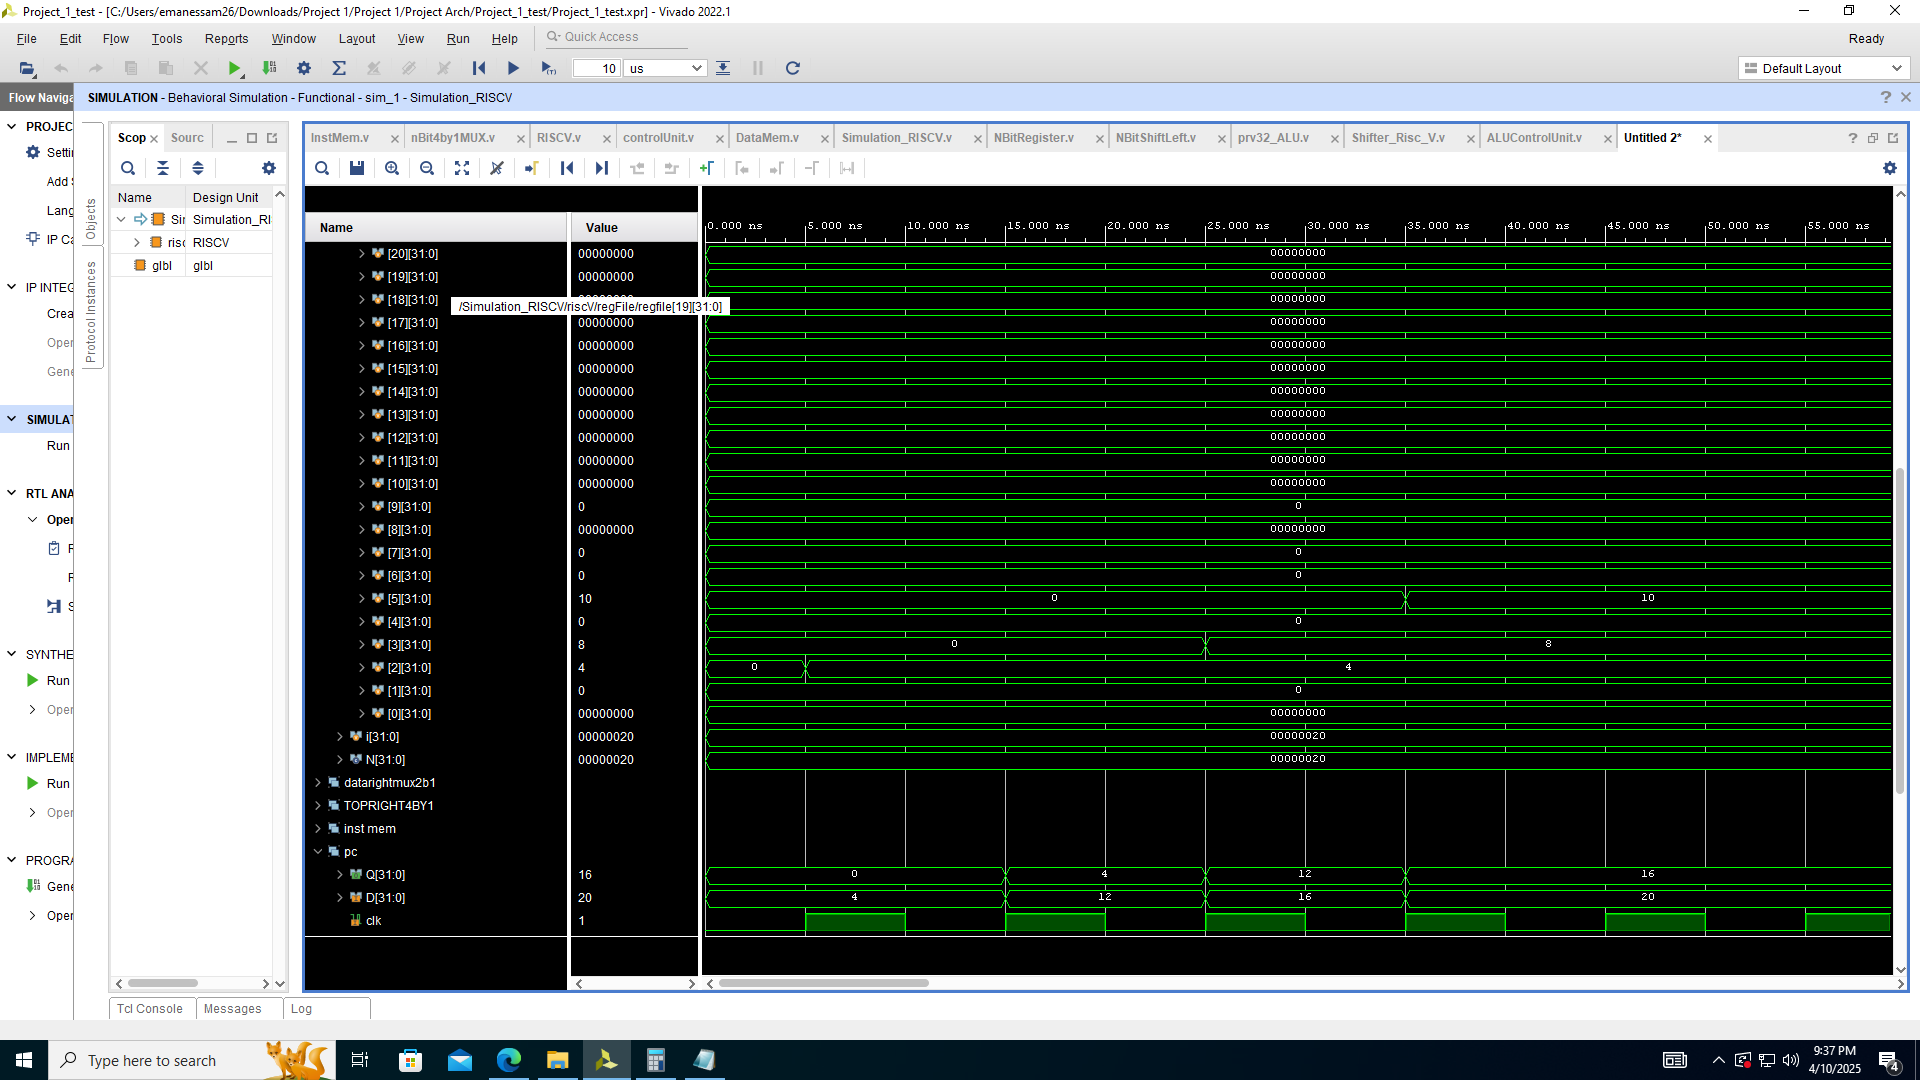 Project_1_test - [C:/Users/emanessam26/Downloads/Project 1/Project 1/Project Arch/Project_1_test/Project_1_test.xpr] - Vivado 2022.1
File Edit Flow Tools Reports Window Layout View Run Help Quick Access Ready
10 us Default Layout
Flow Naviga SIMULATION - Behavioral Simulation - Functional - sim_1 - Simulation_RISCV
PROJEC
Settin
Add S
Lang
IP Ca
IP INTEG
Crea
Oper
Gene
SIMULAT
Run
RTL ANA
Open
SYNTHE
Run
Oper
IMPLEME
Run
Oper
PROGRA
Gene
Oper
Objects
Protocol Instances
Scop Sourc
Name Design Unit
Sir Simulation_RI
risc RISCV
glbl glbl
InstMem.v nBit4by1MUX.v RISCV.v controlUnit.v DataMem.v Simulation_RISCV.v NBitRegister.v NBitShiftLeft.v prv32_ALU.v Shifter_Risc_V.v ALUControlUnit.v Untitled 2*
Name Value 0.000 ns 5.000 ns 10.000 ns 15.000 ns 20.000 ns 25.000 ns 30.000 ns 35.000 ns 40.000 ns 45.000 ns 50.000 ns 55.000 ns
[20][31:0] 00000000 00000000
[19][31:0] 00000000 00000000
[18][31:0] 00000000
/Simulation_RISCV/riscV/regFile/regfile[19][31:0]
[17][31:0] 00000000 00000000
[16][31:0] 00000000 00000000
[15][31:0] 00000000 00000000
[14][31:0] 00000000 00000000
[13][31:0] 00000000 00000000
[12][31:0] 00000000 00000000
[11][31:0] 00000000 00000000
[10][31:0] 00000000 00000000
[9][31:0] 0 0
[8][31:0] 00000000 00000000
[7][31:0] 0 0
[6][31:0] 0 0
[5][31:0] 10 0 10
[4][31:0] 0 0
[3][31:0] 8 0 8
[2][31:0] 4 0 4
[1][31:0] 0 0
[0][31:0] 00000000 00000000
i[31:0] 00000020 00000020
N[31:0] 00000020 00000020
datarightmux2b1
TOPRIGHT4BY1
inst mem
pc
Q[31:0] 16 0 4 12 16
D[31:0] 20 4 12 16 20
clk 1
Tcl Console Messages Log
Type here to search
9:37 PM
4/10/2025
4